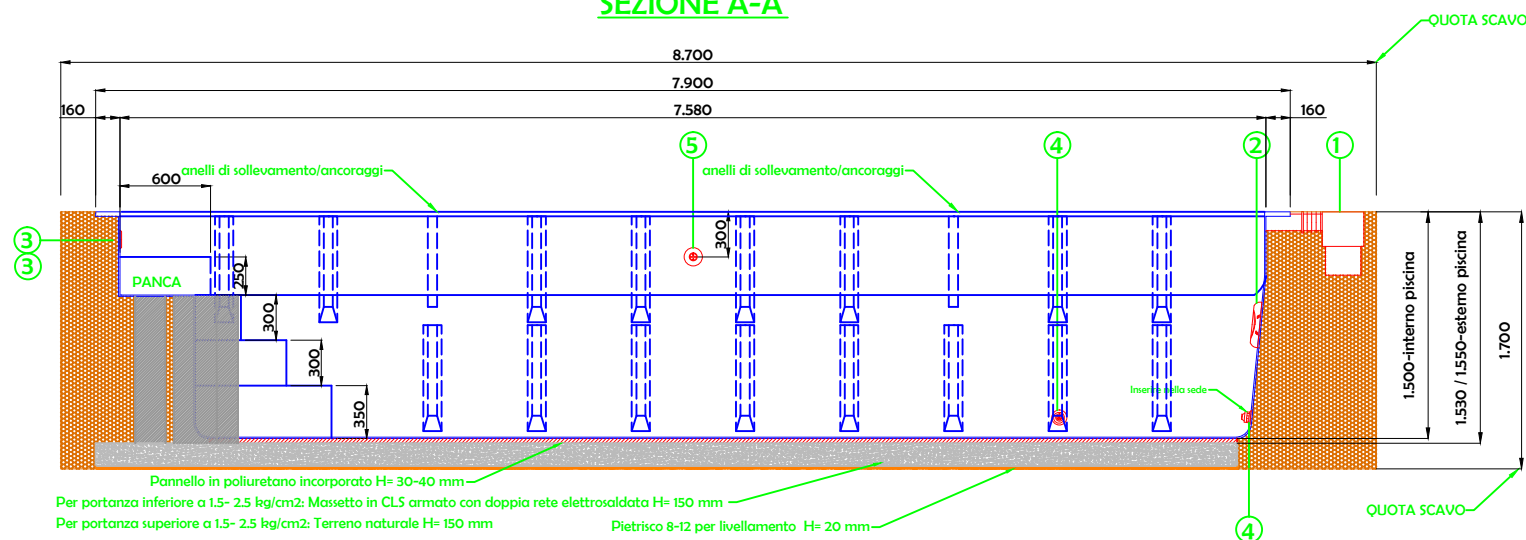 SEZIONE A-A
QUOTA SCAVO
8.700
7.900
160
7.580
160
5
4
2
1
anelli di sollevamento/ancoraggi
anelli di sollevamento/ancoraggi
600
300
3
3
250
PANCA
300
300
350
Inserire nella sede
1.500-interno piscina
1.530 / 1.550-esterno piscina
1.700
Pannello in poliuretano incorporato H= 30-40 mm
Per portanza inferiore a 1.5- 2.5 kg/cm2: Massetto in CLS armato con doppia rete elettrosaldata H= 150 mm
Per portanza superiore a 1.5- 2.5 kg/cm2: Terreno naturale H= 150 mm
Pietrisco 8-12 per livellamento H= 20 mm
QUOTA SCAVO
4